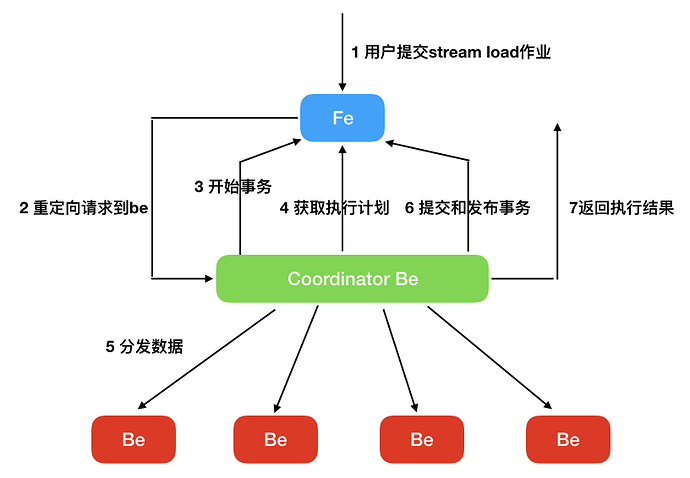 1 用户提交stream load作业
Fe
3 开始事务
2 重定向请求到be
4 获取执行计划
6 提交和发布事务
7返回执行结果
Coordinator Be
5 分发数据
Be
Be
Be
Be